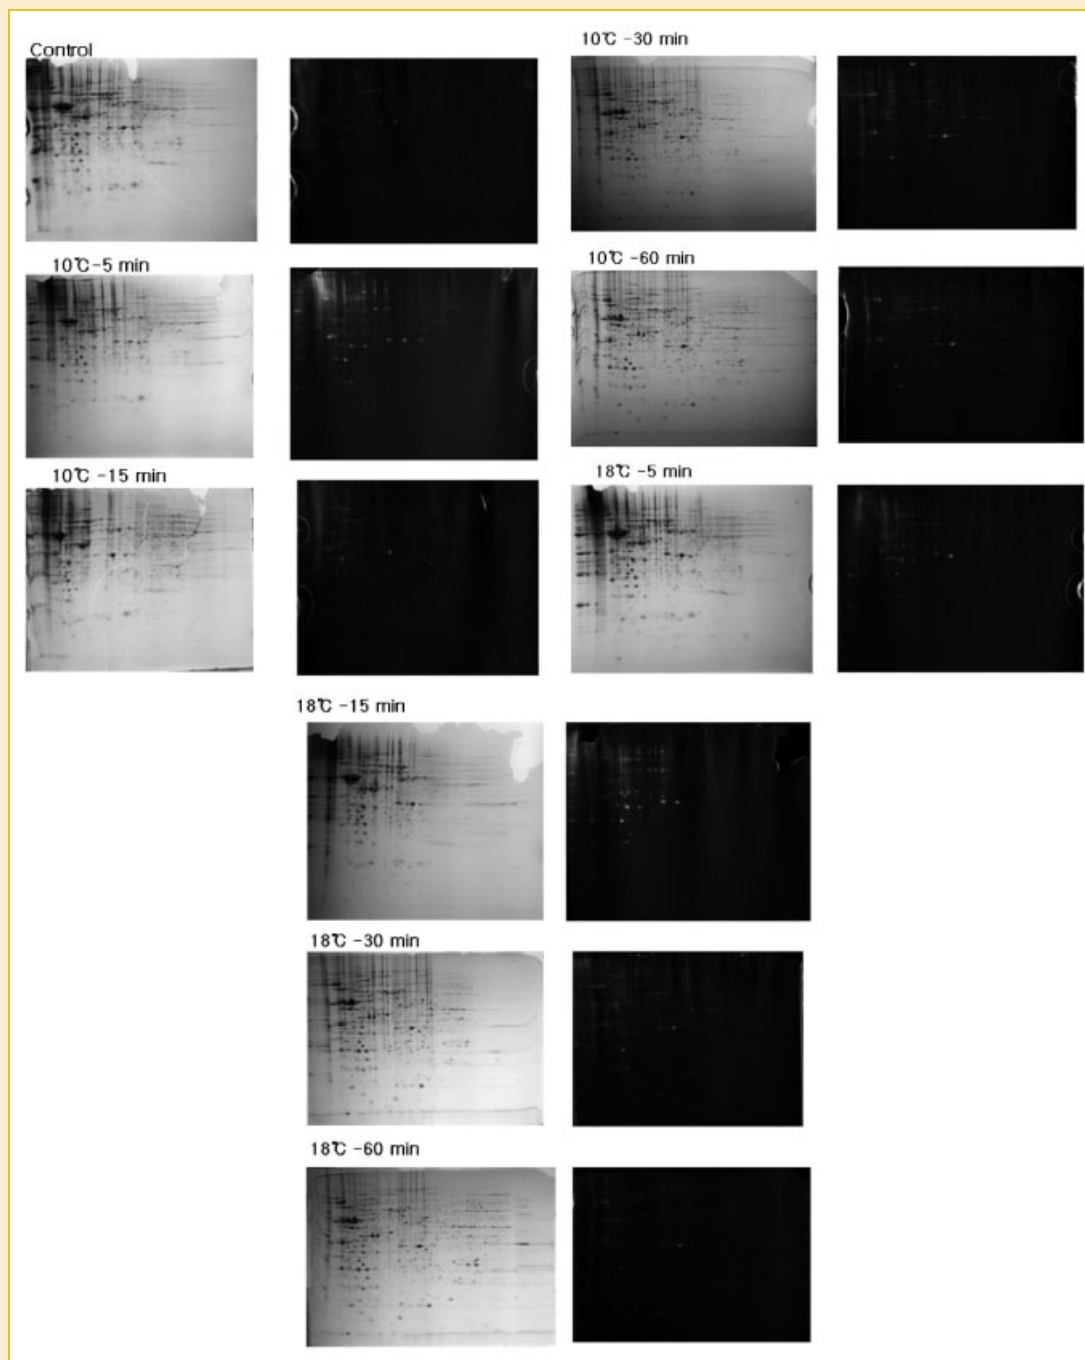 Control
10℃ -30 min
10℃-5 min
10℃ -60 min
10℃ -15 min
18℃ -5 min
18℃ -15 min
18℃ -30 min
18℃ -60 min